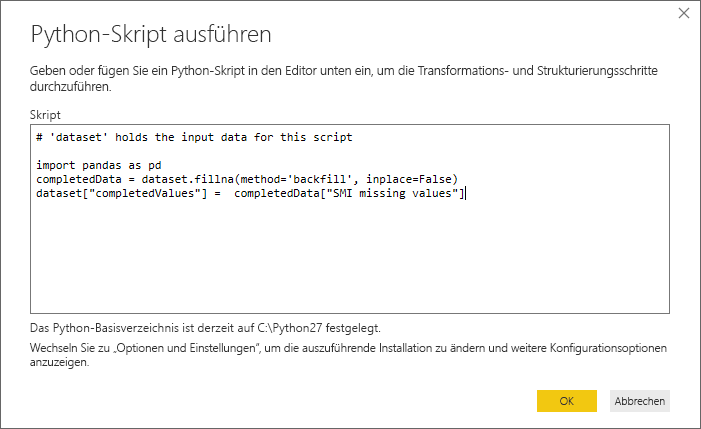 Python-Skript ausführen
Geben oder fügen Sie ein Python-Skript in den Editor unten ein, um die Transformations- und Strukturierungsschritte
durchzuführen.
Skript
# 'dataset' holds the input data for this script
import pandas as pd
completedData = dataset.fillna(method='backfill', inplace=False)
dataset["completedValues"] =  completedData["SMI missing values"]
Das Python-Basisverzeichnis ist derzeit auf C:\Python27 festgelegt.
Wechseln Sie zu „Optionen und Einstellungen“, um die auszuführende Installation zu ändern und weitere Konfigurationsoptionen
anzuzeigen.
OK
Abbrechen